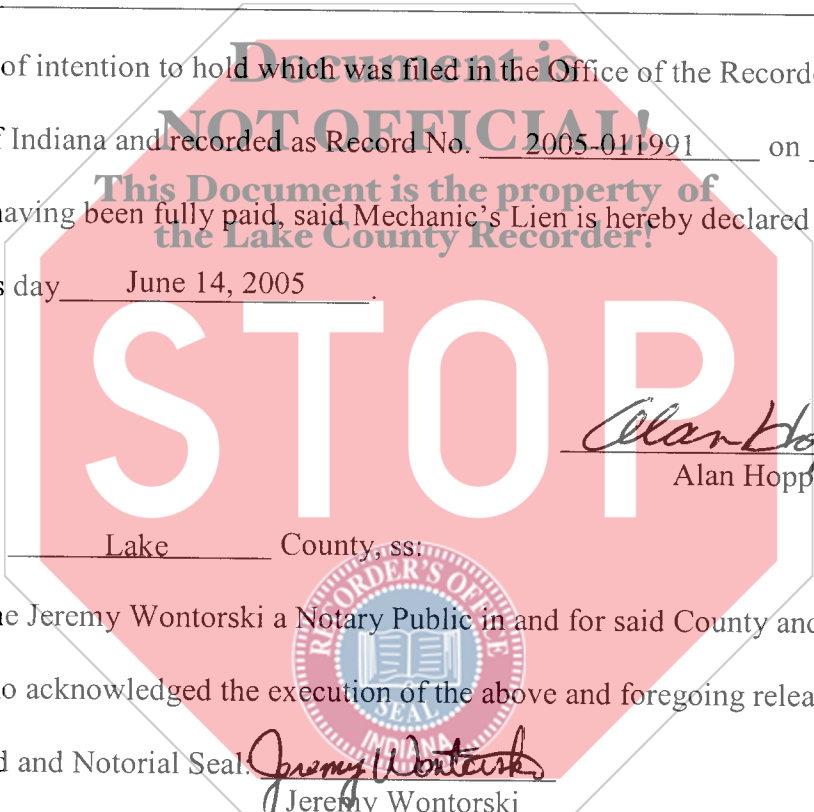 Document is
of intention to hold which was filed in the Office of the Recorde
NOT OFFICIAL!
f Indiana and recorded as Record No. 2005-011991 on
This Document is the property of
having been fully paid, said Mechanic's Lien is hereby declared
the Lake County Recorder!
s day June 14, 2005.
STOP
Alan Ho
Alan Hopp
Lake County, ss:
RECORDER'S OFFICE
SEAL
INDIANA
e Jeremy Wontorski a Notary Public in and for said County and
o acknowledged the execution of the above and foregoing relea
d and Notorial Seal. Jeremy Wontorski
Jeremy Wontorski